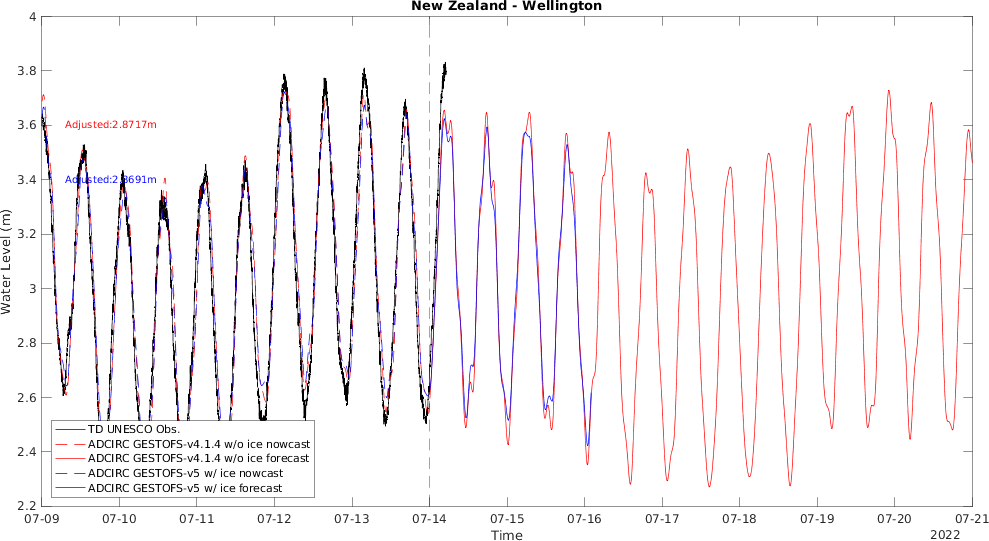 New Zealand - Wellington
4
3.8
3.6
3.4
3.2
3
2.8
2.6
2.4
2.2
Water Level (m)
Adjusted:2.8717m
Adjusted:2.8691m
TD UNESCO Obs.
ADCIRC GESTOFS-v4.1.4 w/o ice nowcast
ADCIRC GESTOFS-v4.1.4 w/o ice forecast
ADCIRC GESTOFS-v5 w/ ice nowcast
ADCIRC GESTOFS-v5 w/ ice forecast
07-09 07-10 07-11 07-12 07-13 07-14 07-15 07-16 07-17 07-18 07-19 07-20 07-21
Time
2022